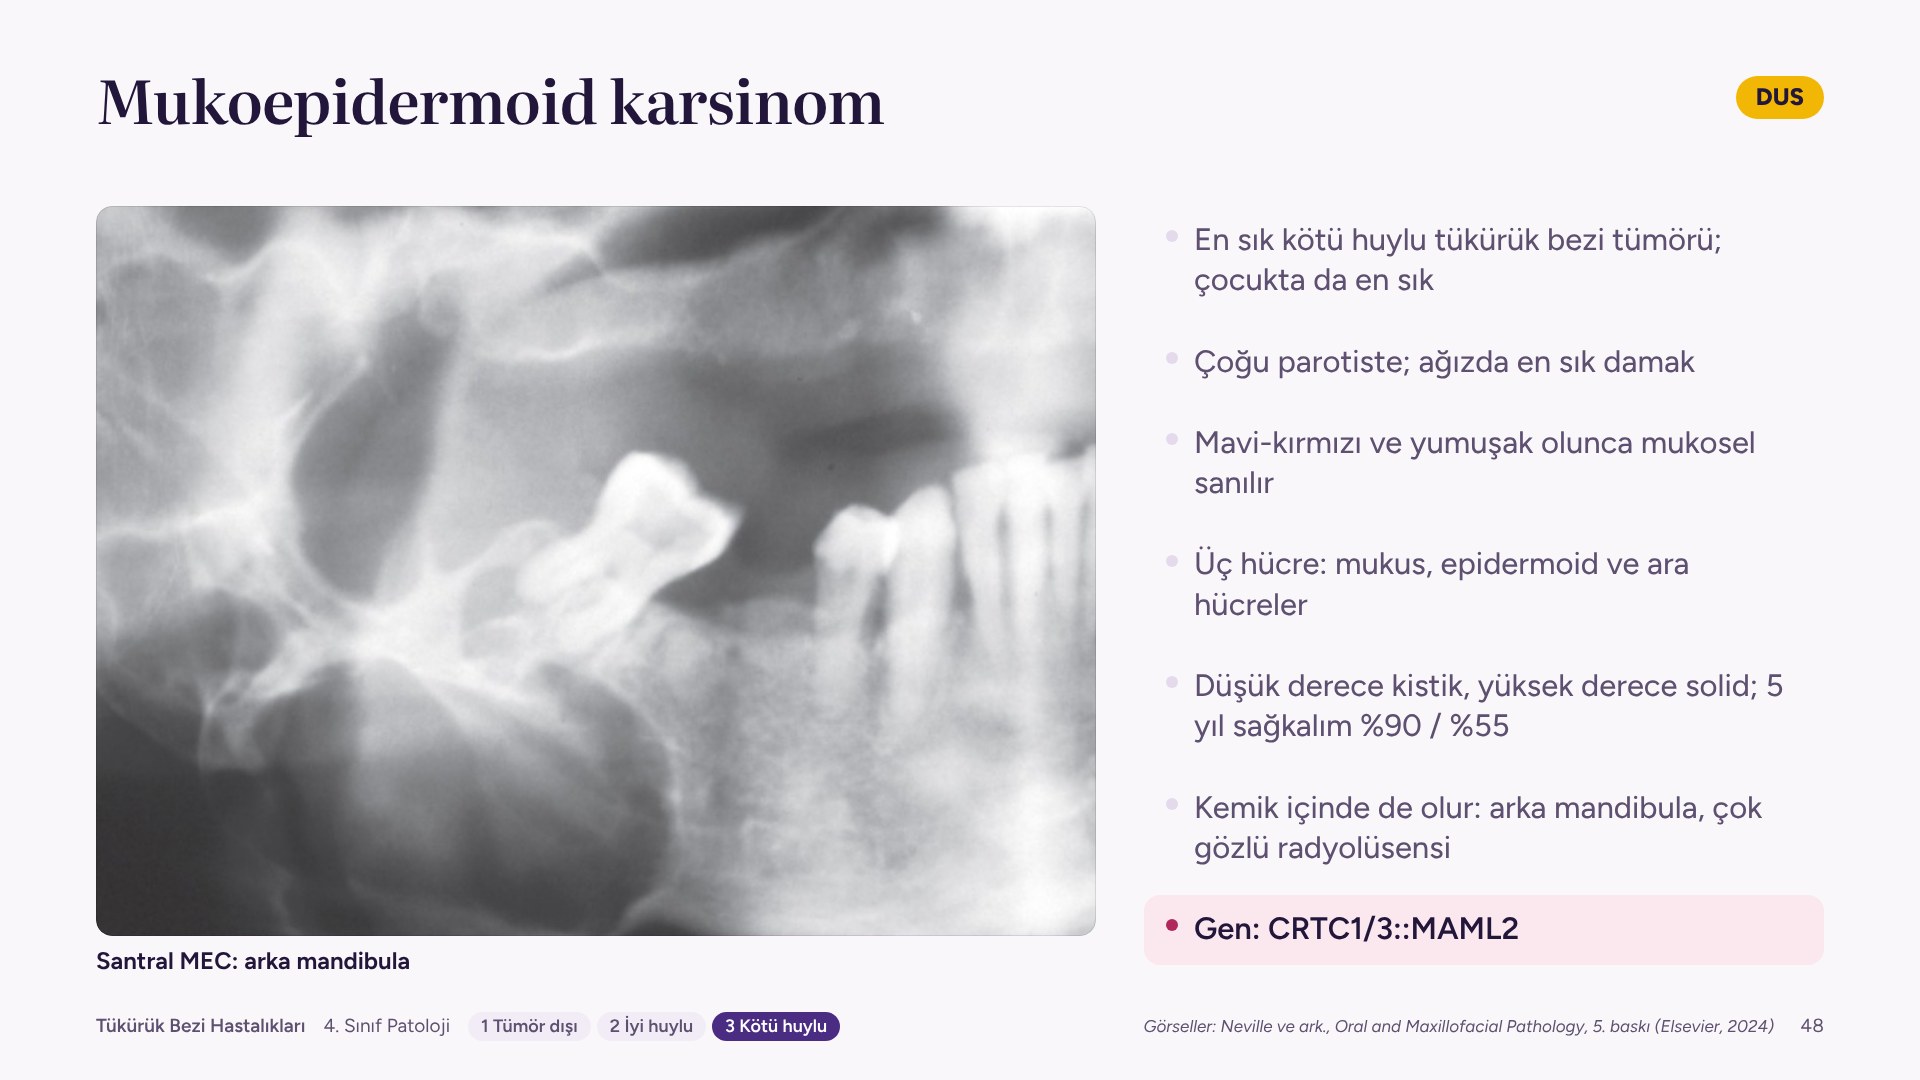 Mukoepidermoid karsinom
DUS
En sık kötü huylu tükürük bezi tümörü;
çocukta da en sık
Çoğu parotiste; ağızda en sık damak
Mavi-kırmızı ve yumuşak olunca mukosel
sanılır
Üç hücre: mukus, epidermoid ve ara
hücreler
Düşük derece kistik, yüksek derece solid; 5
yıl sağkalım %90 / %55
Kemik içinde de olur: arka mandibula, çok
gözlü radyolüsensi
Gen: CRTC1/3::MAML2
Santral MEC: arka mandibula
Tükürük Bezi Hastalıkları 4. Sınıf Patoloji 1 Tümör dışı 2 İyi huylu 3 Kötü huylu
Görseller: Neville ve ark., Oral and Maxillofacial Pathology, 5. baskı (Elsevier, 2024) 48